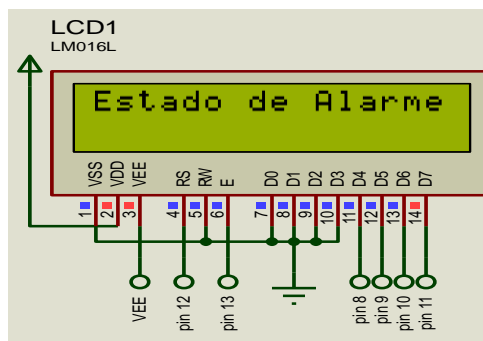 LCD1
LM016L
Estado de Alarme
VSS VDD VEE RS RW E D0 D1 D2 D3 D4 D5 D6 D7
1 2 3 4 5 6 7 8 9 10 11 12 13 14
VEE pin 12 pin 13 pin 8 pin 9 pin 10 pin 11